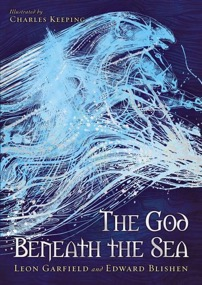 Illustrated by
CHARLES KEEPING
THE GOD
BENEATH THE SEA
LEON GARFIELD and EDWARD BLISHEN